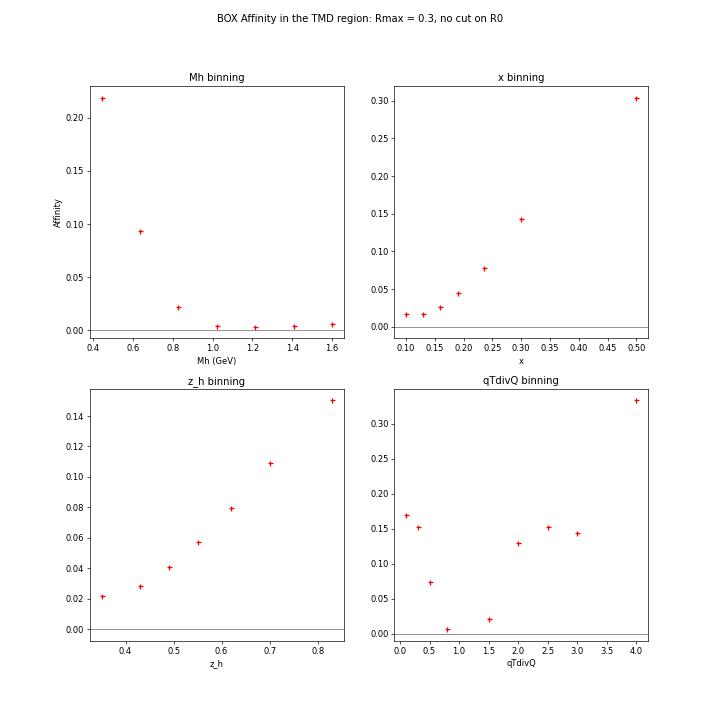 BOX Affinity in the TMD region: Rmax = 0.3, no cut on R0
Mh binning
Affinity
0.20
0.15
0.10
0.05
0.00
0.4 0.6 0.8 1.0 1.2 1.4 1.6
Mh (GeV)
x binning
0.30
0.25
0.20
0.15
0.10
0.05
0.00
0.10 0.15 0.20 0.25 0.30 0.35 0.40 0.45 0.50
x
z_h binning
0.14
0.12
0.10
0.08
0.06
0.04
0.02
0.00
0.4 0.5 0.6 0.7 0.8
z_h
qTdivQ binning
0.30
0.25
0.20
0.15
0.10
0.05
0.00
0.0 0.5 1.0 1.5 2.0 2.5 3.0 3.5 4.0
qTdivQ